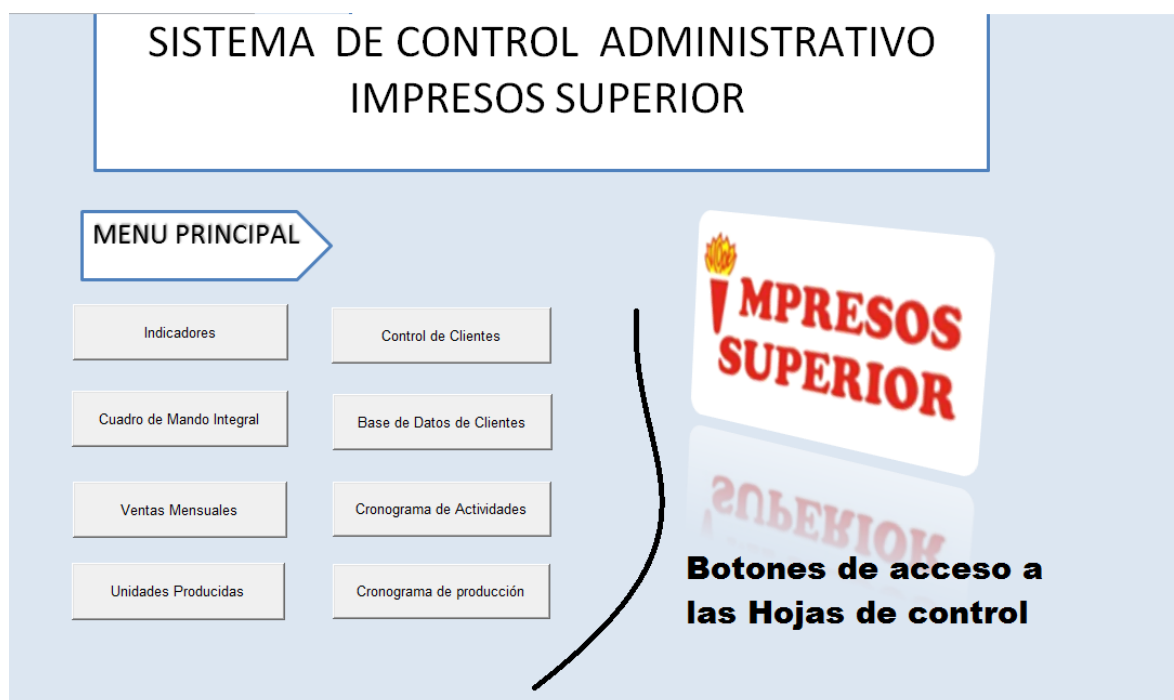 SISTEMA DE CONTROL ADMINISTRATIVO
IMPRESOS SUPERIOR
MENU PRINCIPAL
Indicadores
Control de Clientes
Cuadro de Mando Integral
Base de Datos de Clientes
Ventas Mensuales
Cronograma de Actividades
Unidades Producidas
Cronograma de producción
MPRESOS
SUPERIOR
SUPERIOR
Botones de acceso a
las Hojas de control